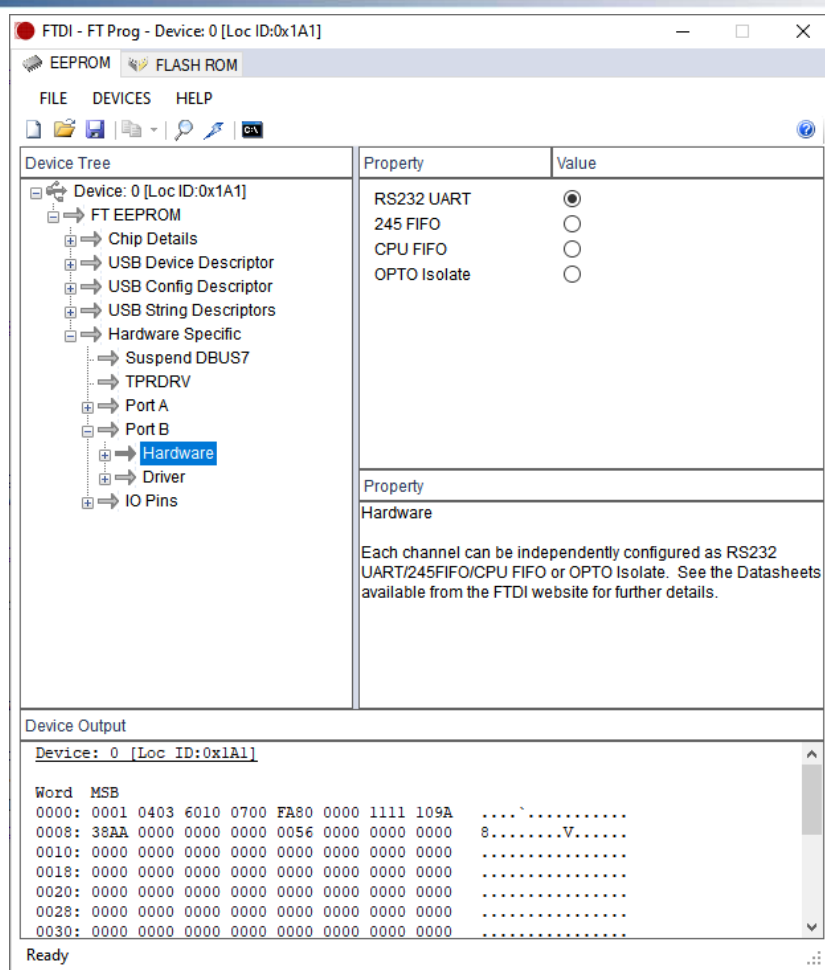 FTDI - FT Prog - Device: 0 [Loc ID:0x1A1]
EEPROM FLASH ROM
FILE DEVICES HELP
C:\
Device Tree
Device: 0 [Loc ID:0x1A1]
FT EEPROM
Chip Details
USB Device Descriptor
USB Config Descriptor
USB String Descriptors
Hardware Specific
Suspend DBUS7
TPRDRV
Port A
Port B
Hardware
Driver
IO Pins
Property Value
RS232 UART
245 FIFO
CPU FIFO
OPTO Isolate
Property
Hardware
Each channel can be independently configured as RS232
UART/245FIFO/CPU FIFO or OPTO Isolate. See the Datasheets
available from the FTDI website for further details.
Device Output
Device: 0 [Loc ID:0x1A1]
Word MSB
0000: 0001 0403 6010 0700 FA80 0000 1111 109A ....`...........
0008: 38AA 0000 0000 0000 0056 0000 0000 0000 8........V......
0010: 0000 0000 0000 0000 0000 0000 0000 0000 ................
0018: 0000 0000 0000 0000 0000 0000 0000 0000 ................
0020: 0000 0000 0000 0000 0000 0000 0000 0000 ................
0028: 0000 0000 0000 0000 0000 0000 0000 0000 ................
0030: 0000 0000 0000 0000 0000 0000 0000 0000 ................
Ready